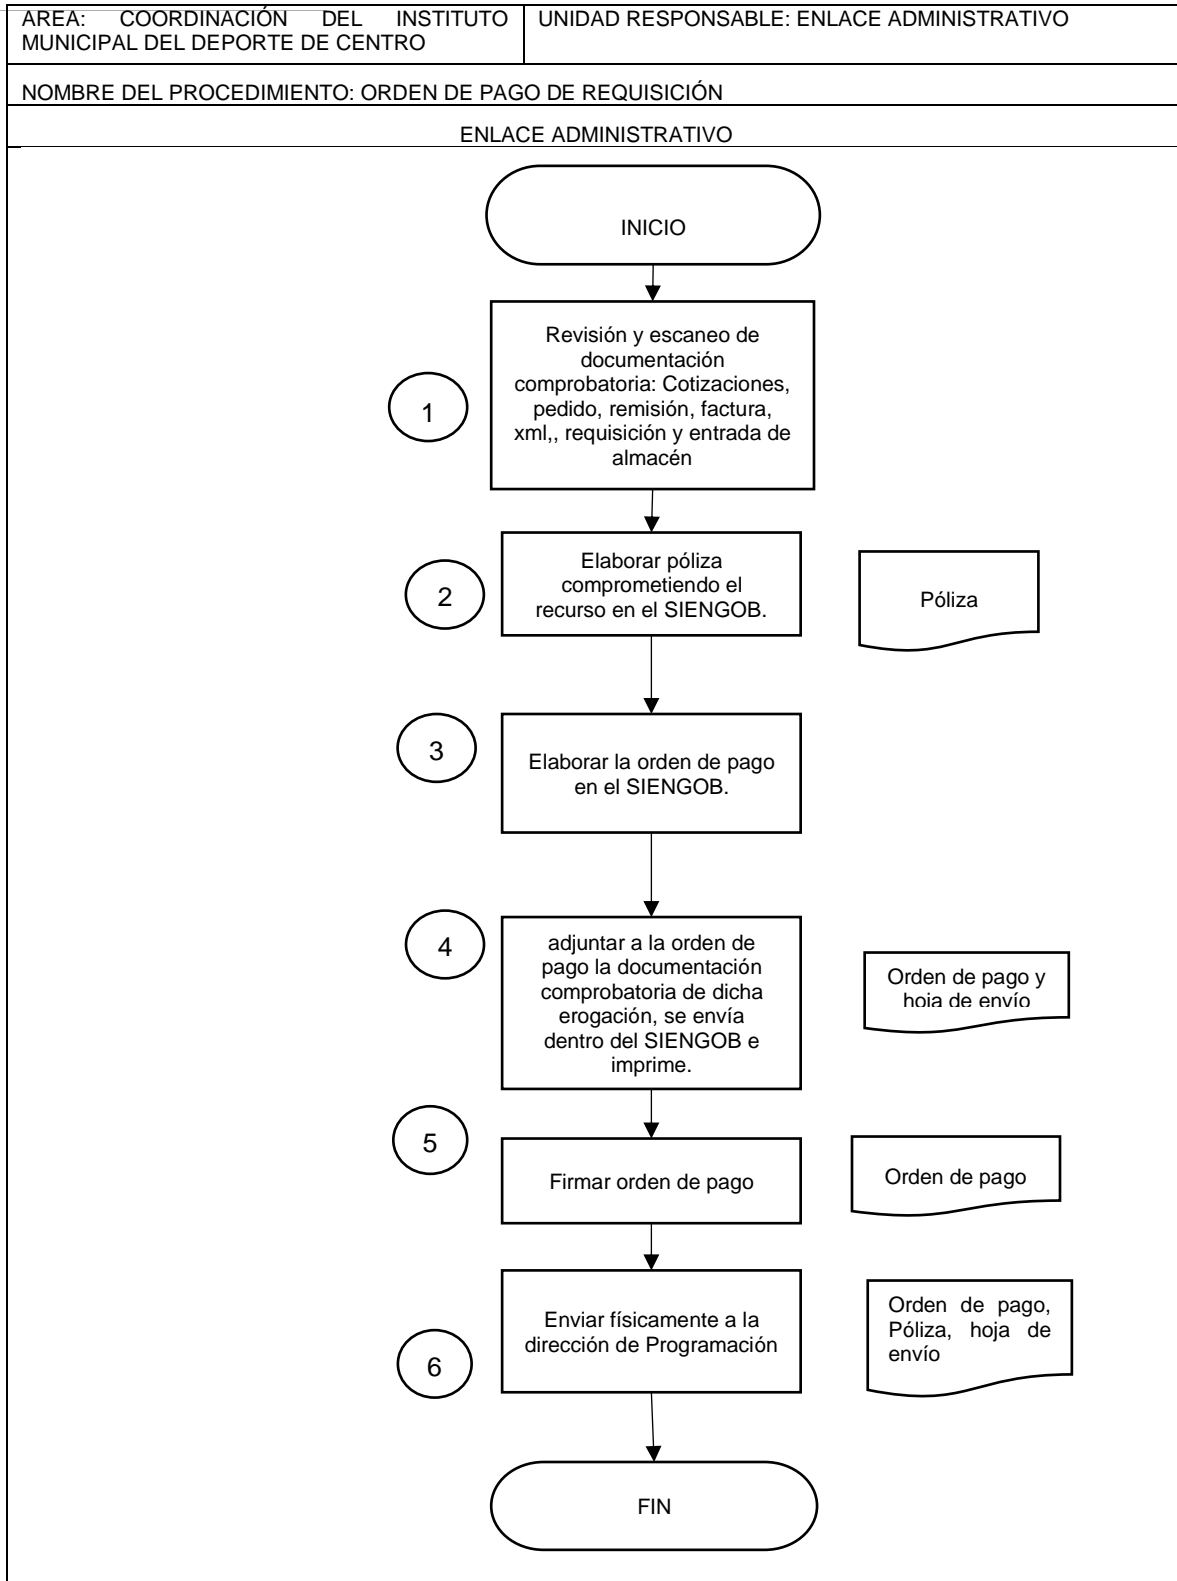 AREA: COORDINACIÓN DEL INSTITUTO
MUNICIPAL DEL DEPORTE DE CENTRO
UNIDAD RESPONSABLE: ENLACE ADMINISTRATIVO
NOMBRE DEL PROCEDIMIENTO: ORDEN DE PAGO DE REQUISICIÓN
ENLACE ADMINISTRATIVO
INICIO
1
Revisión y escaneo de
documentación
comprobatoria: Cotizaciones,
pedido, remisión, factura,
xml,, requisición y entrada de
almacén
2
Elaborar póliza
comprometiendo el
recurso en el SIENGOB.
Póliza
3
Elaborar la orden de pago
en el SIENGOB.
4
adjuntar a la orden de
pago la documentación
comprobatoria de dicha
erogación, se envía
dentro del SIENGOB e
imprime.
Orden de pago y
hoja de envío
5
Firmar orden de pago
Orden de pago
6
Enviar físicamente a la
dirección de Programación
Orden de pago,
Póliza, hoja de
envío
FIN